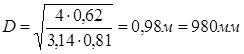 D = √(4·0,62 / 3,14·0,81) = 0,98м = 980мм